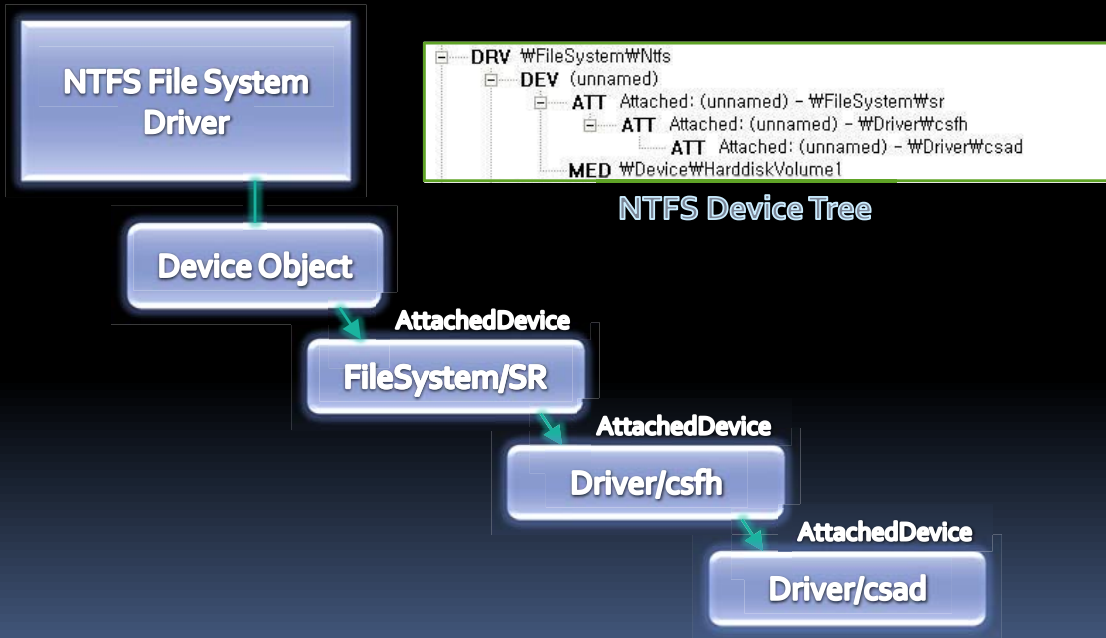 NTFS File System
Driver
DRV ₩FileSystem₩Ntfs
DEV (unnamed)
ATT Attached: (unnamed) - ₩FileSystem₩sr
ATT Attached: (unnamed) - ₩Driver₩csfh
ATT Attached: (unnamed) - ₩Driver₩csad
MED ₩Device₩HarddiskVolume1
NTFS Device Tree
Device Object
AttachedDevice
FileSystem/SR
AttachedDevice
Driver/csfh
AttachedDevice
Driver/csad